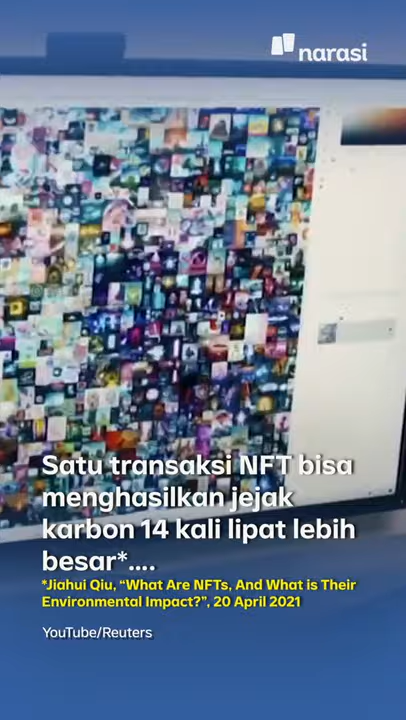 narasi
Satu transaksi NFT bisa
menghasilkan jejak
karbon 14 kali lipat lebih
besar*....
*Jiahui Qiu, “What Are NFTs, And What is Their
Environmental Impact?”, 20 April 2021
YouTube/Reuters